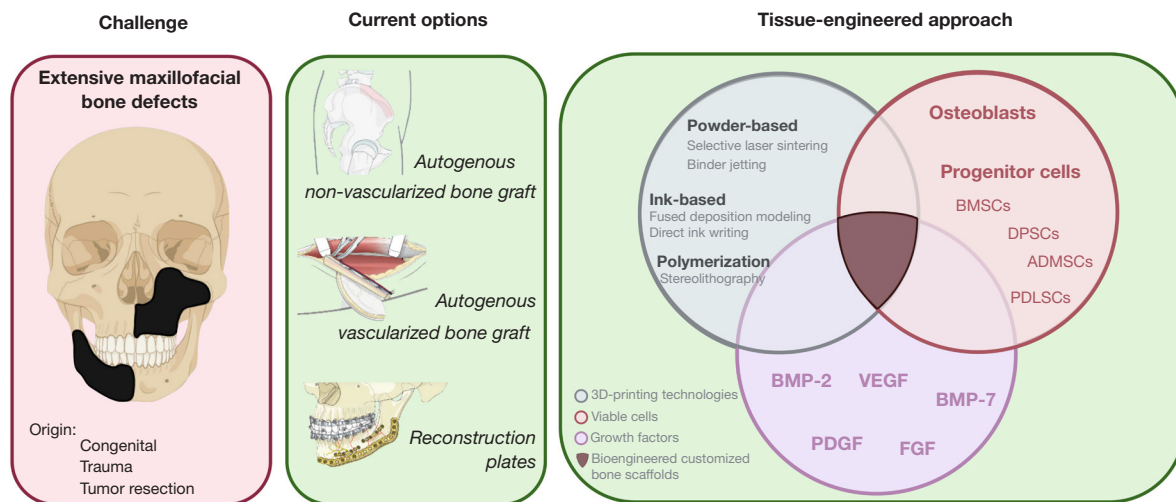 Challenge
Extensive maxillofacial
bone defects
Origin:
Congenital
Trauma
Tumor resection
Current options
Autogenous
non-vascularized bone graft
Autogenous
vascularized bone graft
Reconstruction
plates
Tissue-engineered approach
Powder-based
Selective laser sintering
Binder jetting
Ink-based
Fused deposition modeling
Direct ink writing
Polymerization
Stereolithography
Osteoblasts
Progenitor cells
BMSCs
DPSCs
ADMSCs
PDLSCs
BMP-2
VEGF
BMP-7
PDGF
FGF
3D-printing technologies
Viable cells
Growth factors
Bioengineered customized
bone scaffolds